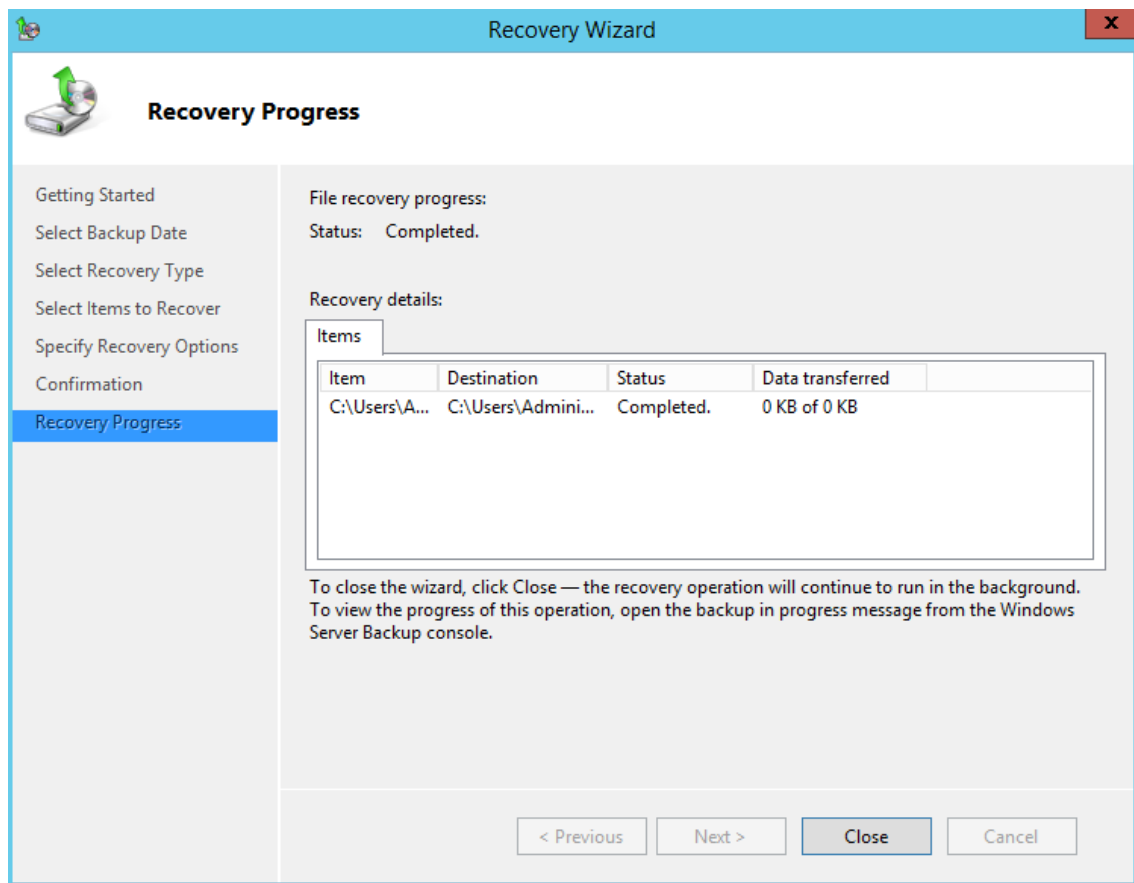 Recovery Wizard
x
Recovery Progress
Getting Started
Select Backup Date
Select Recovery Type
Select Items to Recover
Specify Recovery Options
Confirmation
Recovery Progress
File recovery progress:
Status: Completed.
Recovery details:
Items
Item Destination Status Data transferred
C:\Users\A... C:\Users\Admini... Completed. 0 KB of 0 KB
To close the wizard, click Close — the recovery operation will continue to run in the background.
To view the progress of this operation, open the backup in progress message from the Windows
Server Backup console.
< Previous Next > Close Cancel